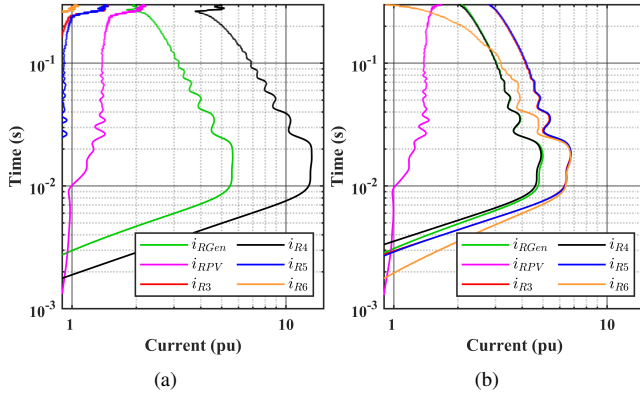 Time (s)
10^-1
10^-2
10^-3
1
10
Current (pu)
i_RGen
i_RPV
i_R3
i_R4
i_R5
i_R6
(a)
Time (s)
10^-1
10^-2
10^-3
1
10
Current (pu)
i_RGen
i_RPV
i_R3
i_R4
i_R5
i_R6
(b)